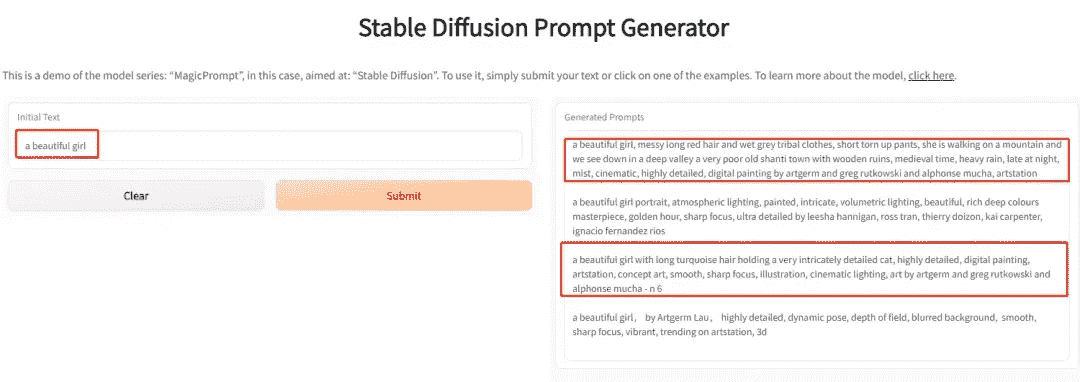 Stable Diffusion Prompt Generator
This is a demo of the model series: “MagicPrompt”, in this case, aimed at: “Stable Diffusion”. To use it, simply submit your text or click on one of the examples. To learn more about the model, click here.
Initial Text
a beautiful girl
Clear
Submit
Generated Prompts
a beautiful girl, messy long red hair and wet grey tribal clothes, short torn up pants, she is walking on a mountain and
we see down in a deep valley a very poor old shanti town with wooden ruins, medieval time, heavy rain, late at night,
mist, cinematic, highly detailed, digital painting by artgerm and greg rutkowski and alphonse mucha, artstation
a beautiful girl portrait, atmospheric lighting, painted, intricate, volumetric lighting, beautiful, rich deep colours
masterpiece, golden hour, sharp focus, ultra detailed by leesha hannigan, ross tran, thierry doizon, kai carpenter,
ignacio fernandez rios
a beautiful girl with long turquoise hair holding a very intricately detailed cat, highly detailed, digital painting,
artstation, concept art, smooth, sharp focus, illustration, cinematic lighting, art by artgerm and greg rutkowski and
alphonse mucha - n 6
a beautiful girl， by Artgerm Lau， highly detailed, dynamic pose, depth of field, blurred background, smooth,
sharp focus, vibrant, trending on artstation, 3d